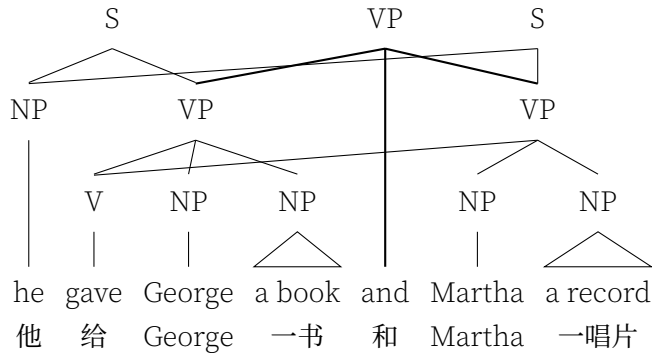 S VP S
NP VP VP
V NP NP NP NP
he gave George a book and Martha a record
他 给 George 一书 和 Martha 一唱片